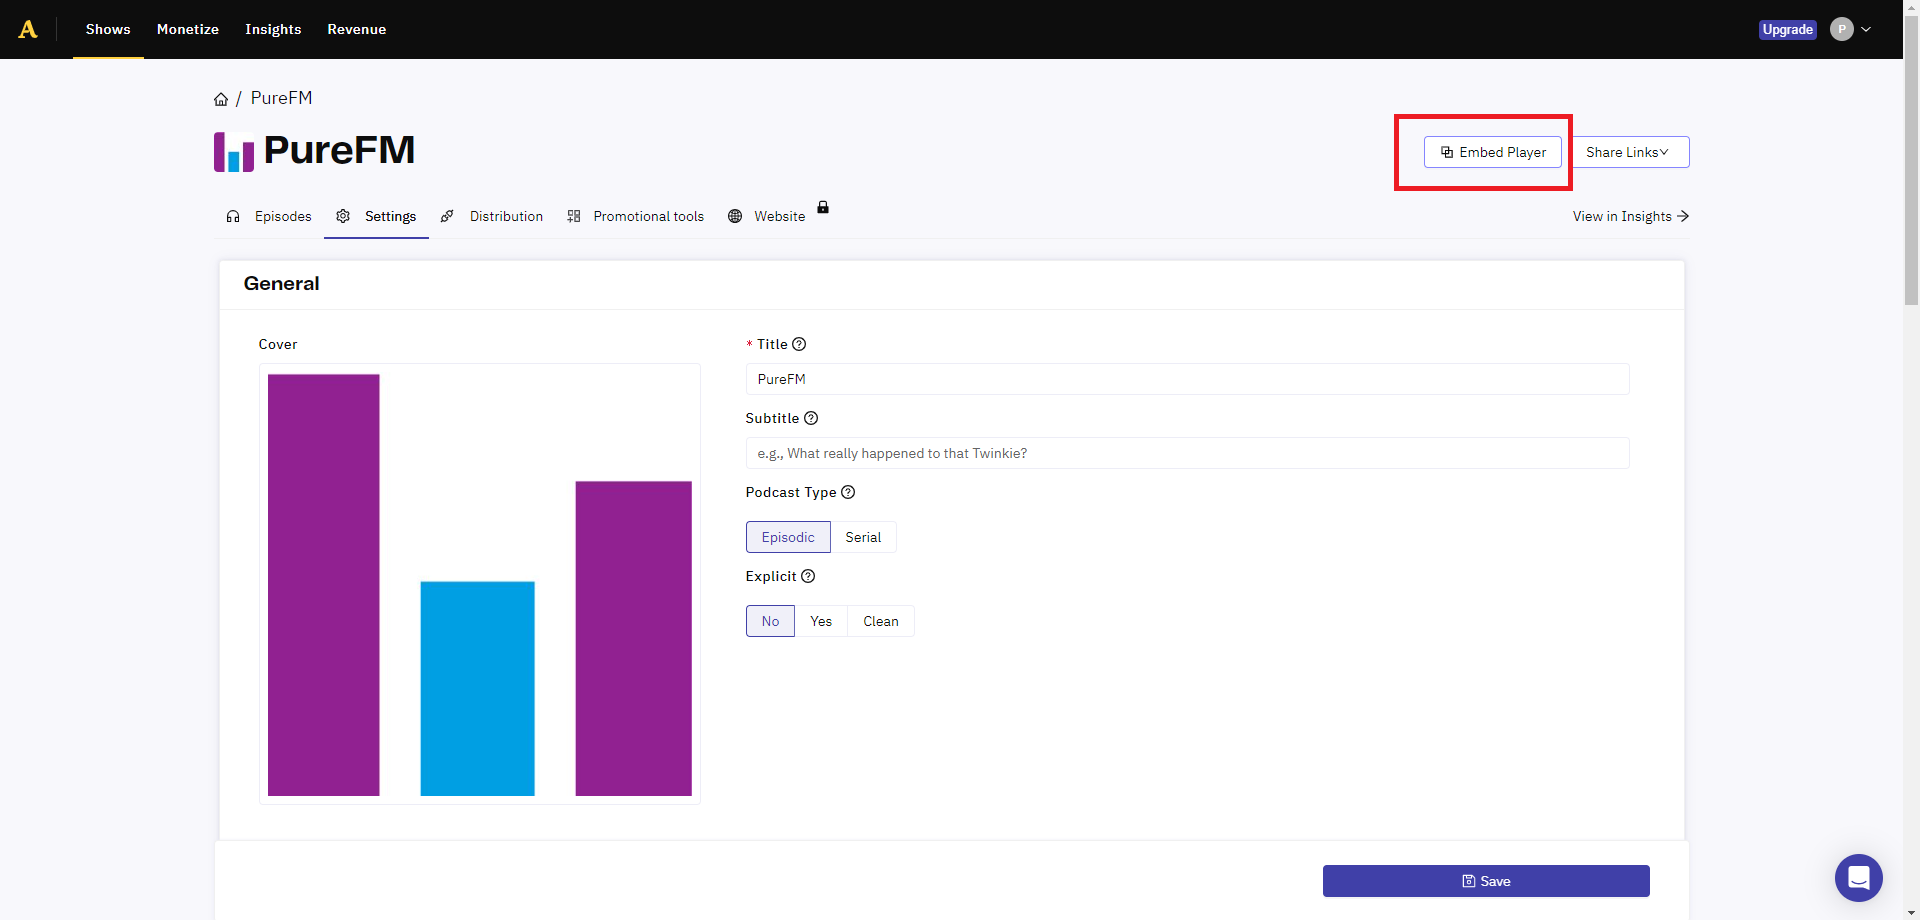 A
Shows Monetize Insights Revenue
Upgrade P
/ PureFM
PureFM
Embed Player Share Links
Episodes Settings Distribution Promotional tools Website
View in Insights
General
Cover
* Title
PureFM
Subtitle
e.g., What really happened to that Twinkie?
Podcast Type
Episodic Serial
Explicit
No Yes Clean
Save